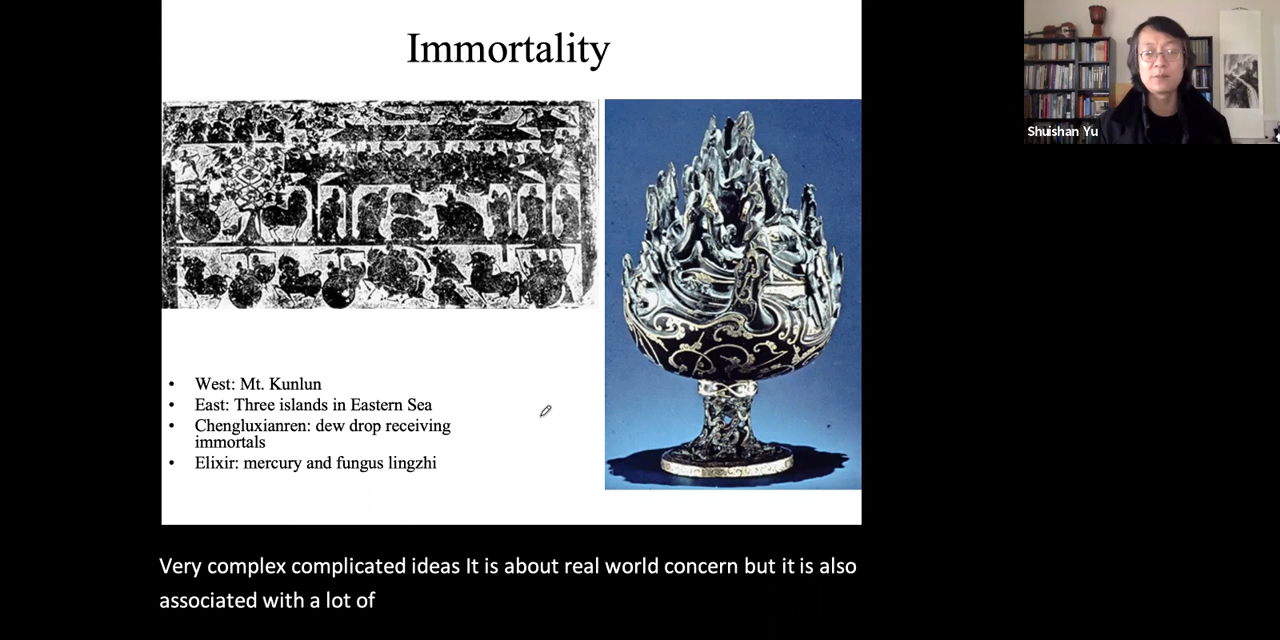 Immortality
Shuishan Yu
• West: Mt. Kunlun
• East: Three islands in Eastern Sea
• Chengluxianren: dew drop receiving
immortals
• Elixir: mercury and fungus lingzhi
Very complex complicated ideas It is about real world concern but it is also
associated with a lot of